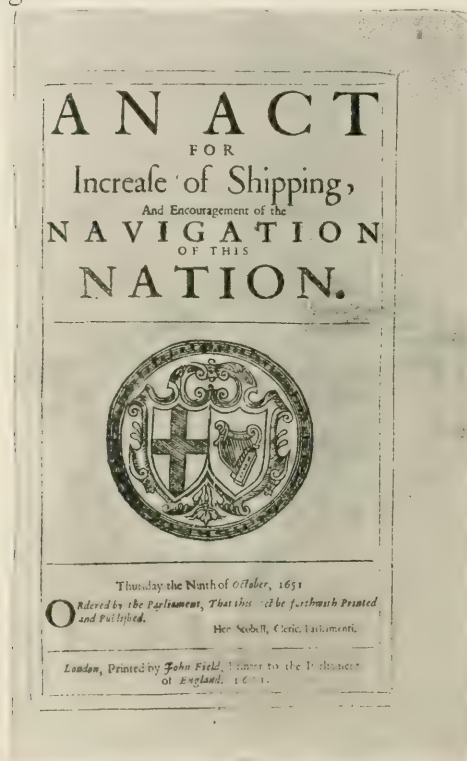 AN ACT
FOR
Increaſe of Shipping,
And Encouragement of the
NAVIGATION
OF THIS
NATION.
Thursday the Ninth of October, 1651
ORdered by the Parliament, That this Act be forthwith Printed
and Published.
Hen: Scobell, Cleric. Parliamenti.
London, Printed by John Field, Printer to the Parliament
of England. 1651.